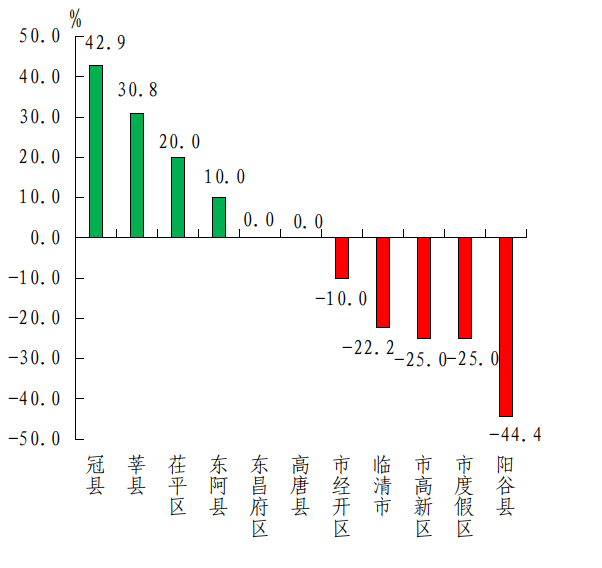 %
50.0
40.0
30.0
20.0
10.0
0.0
-10.0
-20.0
-30.0
-40.0
-50.0
42.9
30.8
20.0
10.0
0.0
0.0
-10.0
-22.2
-25.0
-25.0
-44.4
冠县
莘县
茌平区
东阿县
东昌府区
高唐县
市经开区
临清市
市高新区
市度假区
阳谷县